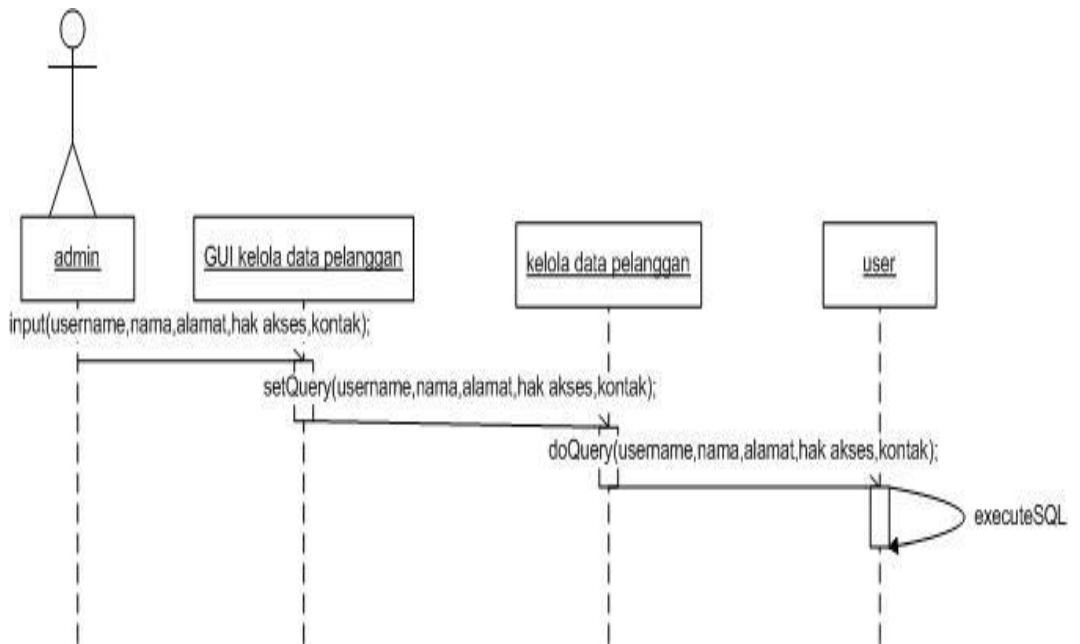 admin
GUI kelola data pelanggan
kelola data pelanggan
user
input(username,nama,alamat,hak akses,kontak);
setQuery(username,nama,alamat,hak akses,kontak);
doQuery(username,nama,alamat,hak akses,kontak);
executeSQL